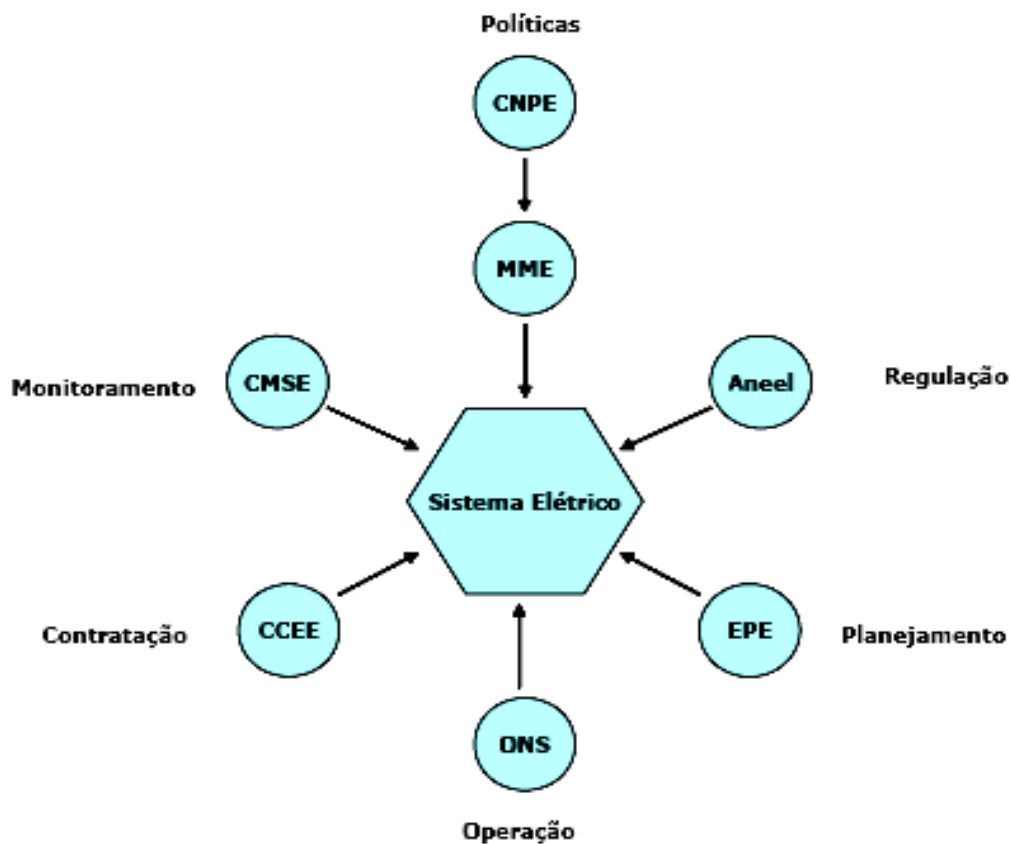 Políticas
CNPE
MME
Monitoramento
CMSE
Aneel
Regulação
Sistema Elétrico
Contratação
CCEE
EPE
Planejamento
ONS
Operação